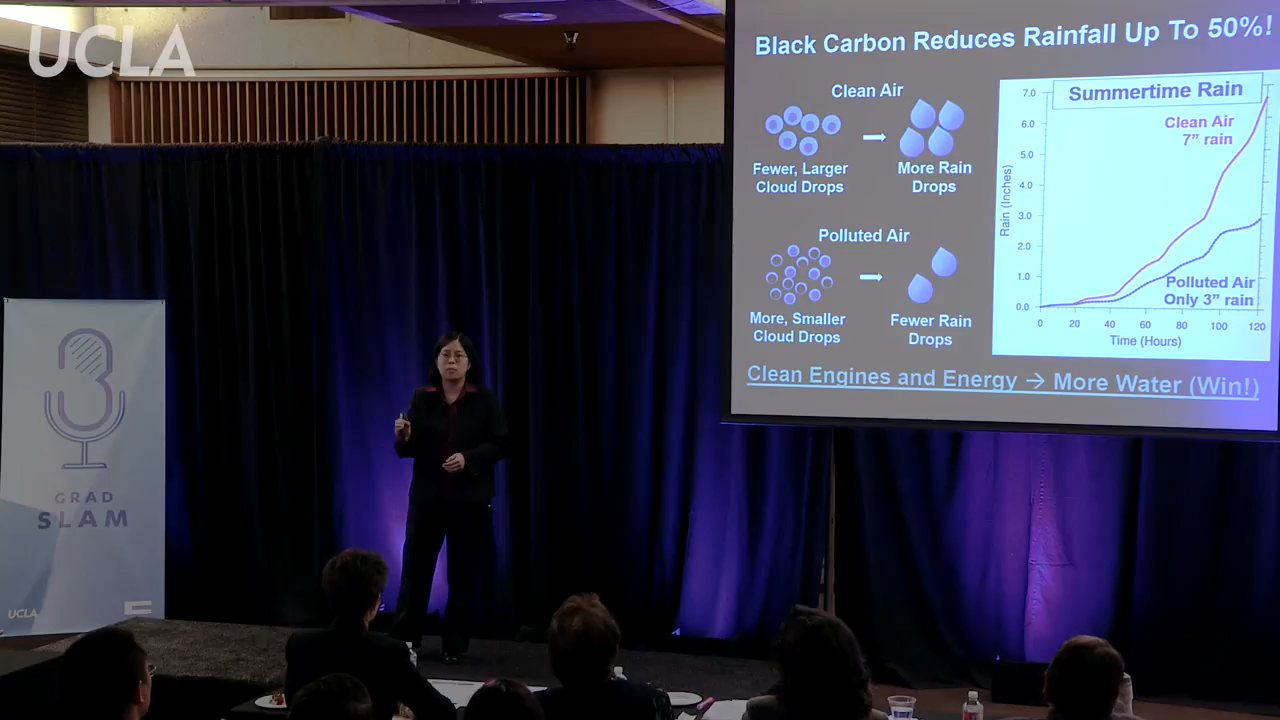 UCLA
Black Carbon Reduces Rainfall Up To 50%!
Clean Air
Fewer, Larger
Cloud Drops
More Rain
Drops
Polluted Air
More, Smaller
Cloud Drops
Fewer Rain
Drops
Summertime Rain
Clean Air
7” rain
Polluted Air
Only 3” rain
Rain (Inches)
7.0
6.0
5.0
4.0
3.0
2.0
1.0
0.0
0 20 40 60 80 100 120
Time (Hours)
Clean Engines and Energy → More Water (Win!)
GRAD
SLAM
UCLA